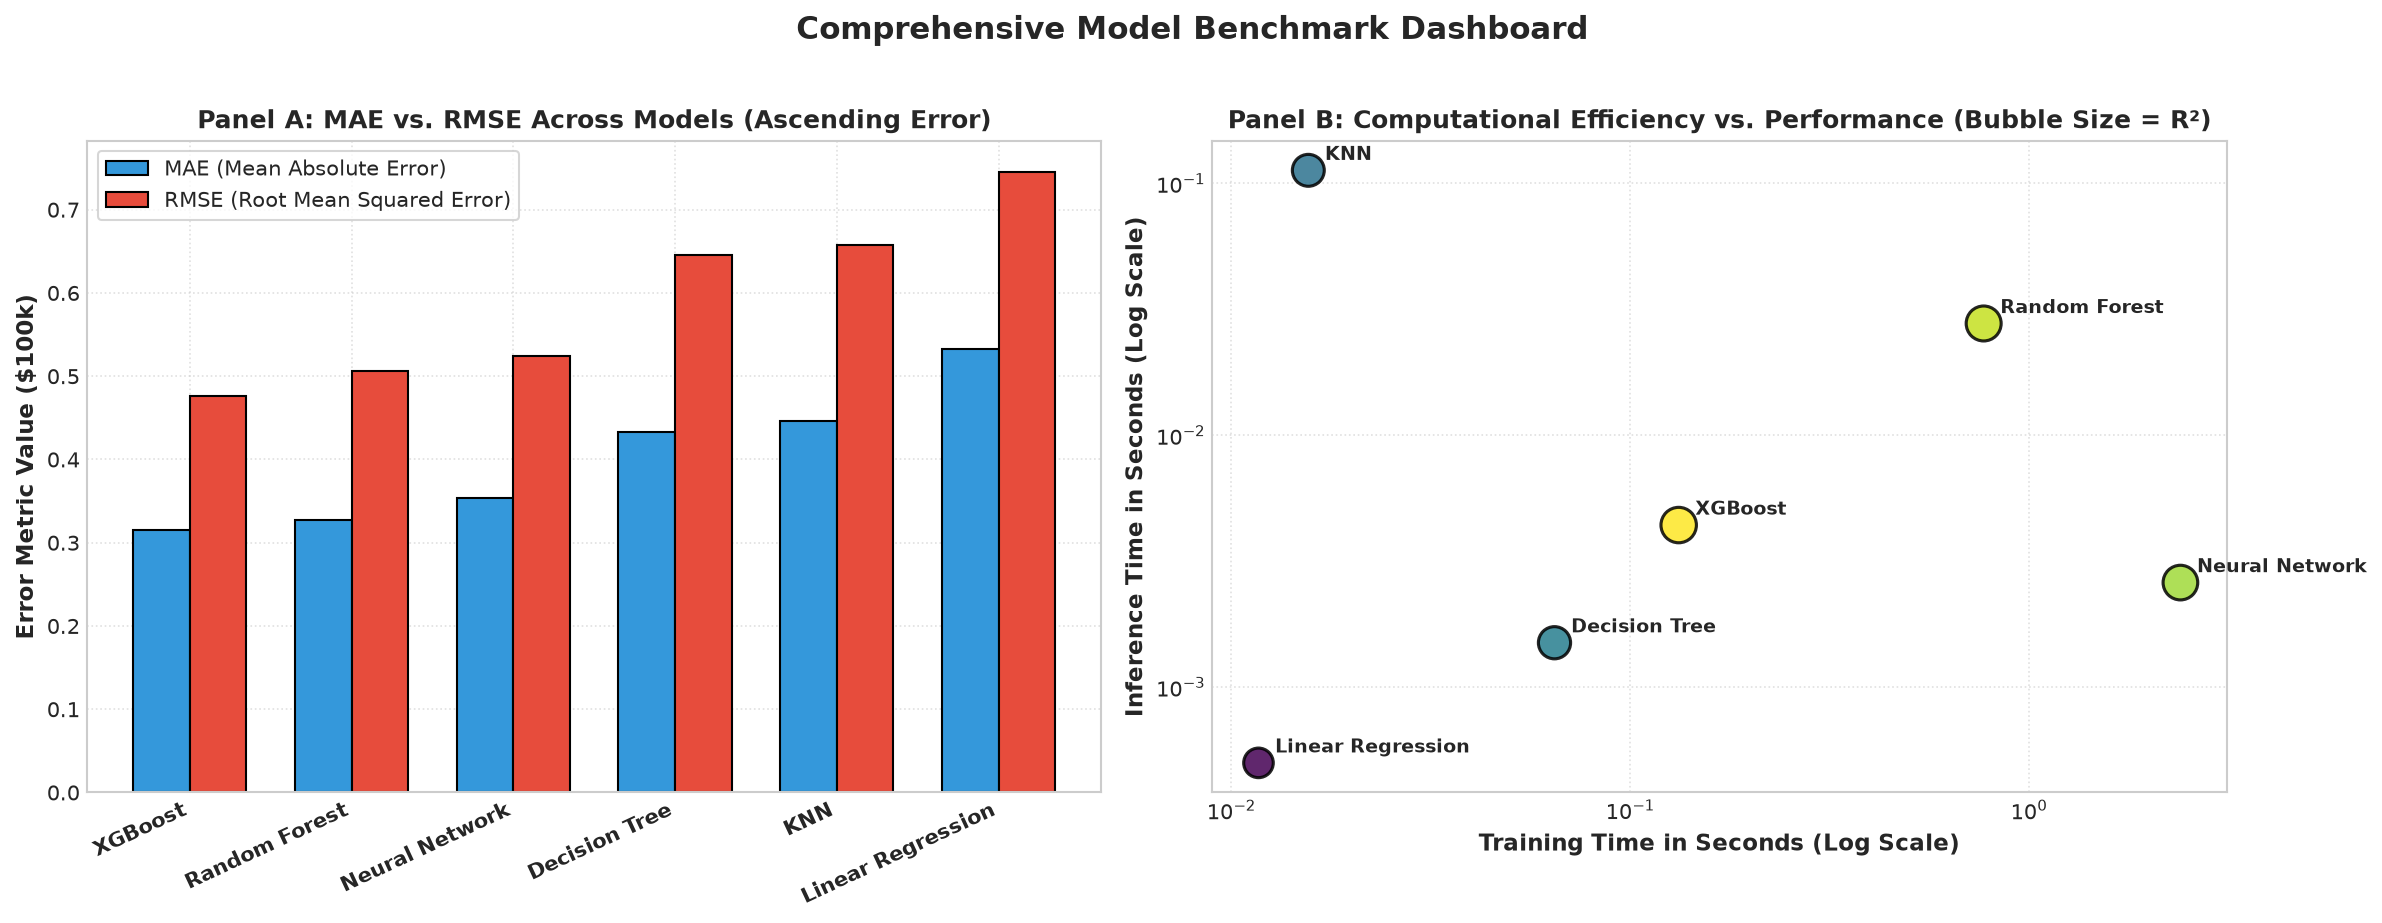 Comprehensive Model Benchmark Dashboard
Panel A: MAE vs. RMSE Across Models (Ascending Error)
MAE (Mean Absolute Error)
RMSE (Root Mean Squared Error)
Error Metric Value ($100k)
0.7
0.6
0.5
0.4
0.3
0.2
0.1
0.0
XGBoost
Random Forest
Neural Network
Decision Tree
KNN
Linear Regression
Panel B: Computational Efficiency vs. Performance (Bubble Size = R²)
Inference Time in Seconds (Log Scale)
10⁻¹
10⁻²
10⁻³
KNN
Random Forest
XGBoost
Neural Network
Decision Tree
Linear Regression
10⁻²
10⁻¹
10⁰
Training Time in Seconds (Log Scale)